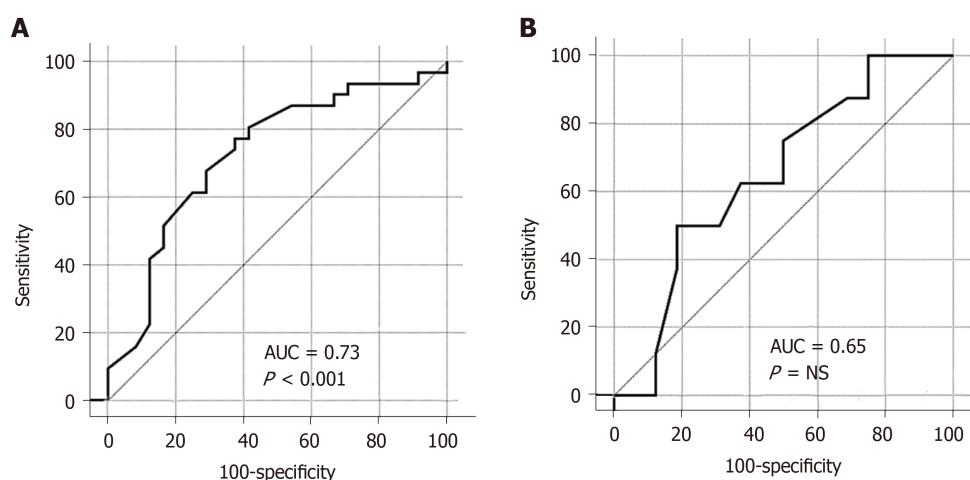 A
100
80
60
40
20
0
Sensitivity
AUC = 0.73
P < 0.001
0 20 40 60 80 100
100-specificity
B
100
80
60
40
20
0
Sensitivity
AUC = 0.65
P = NS
0 20 40 60 80 100
100-specificity